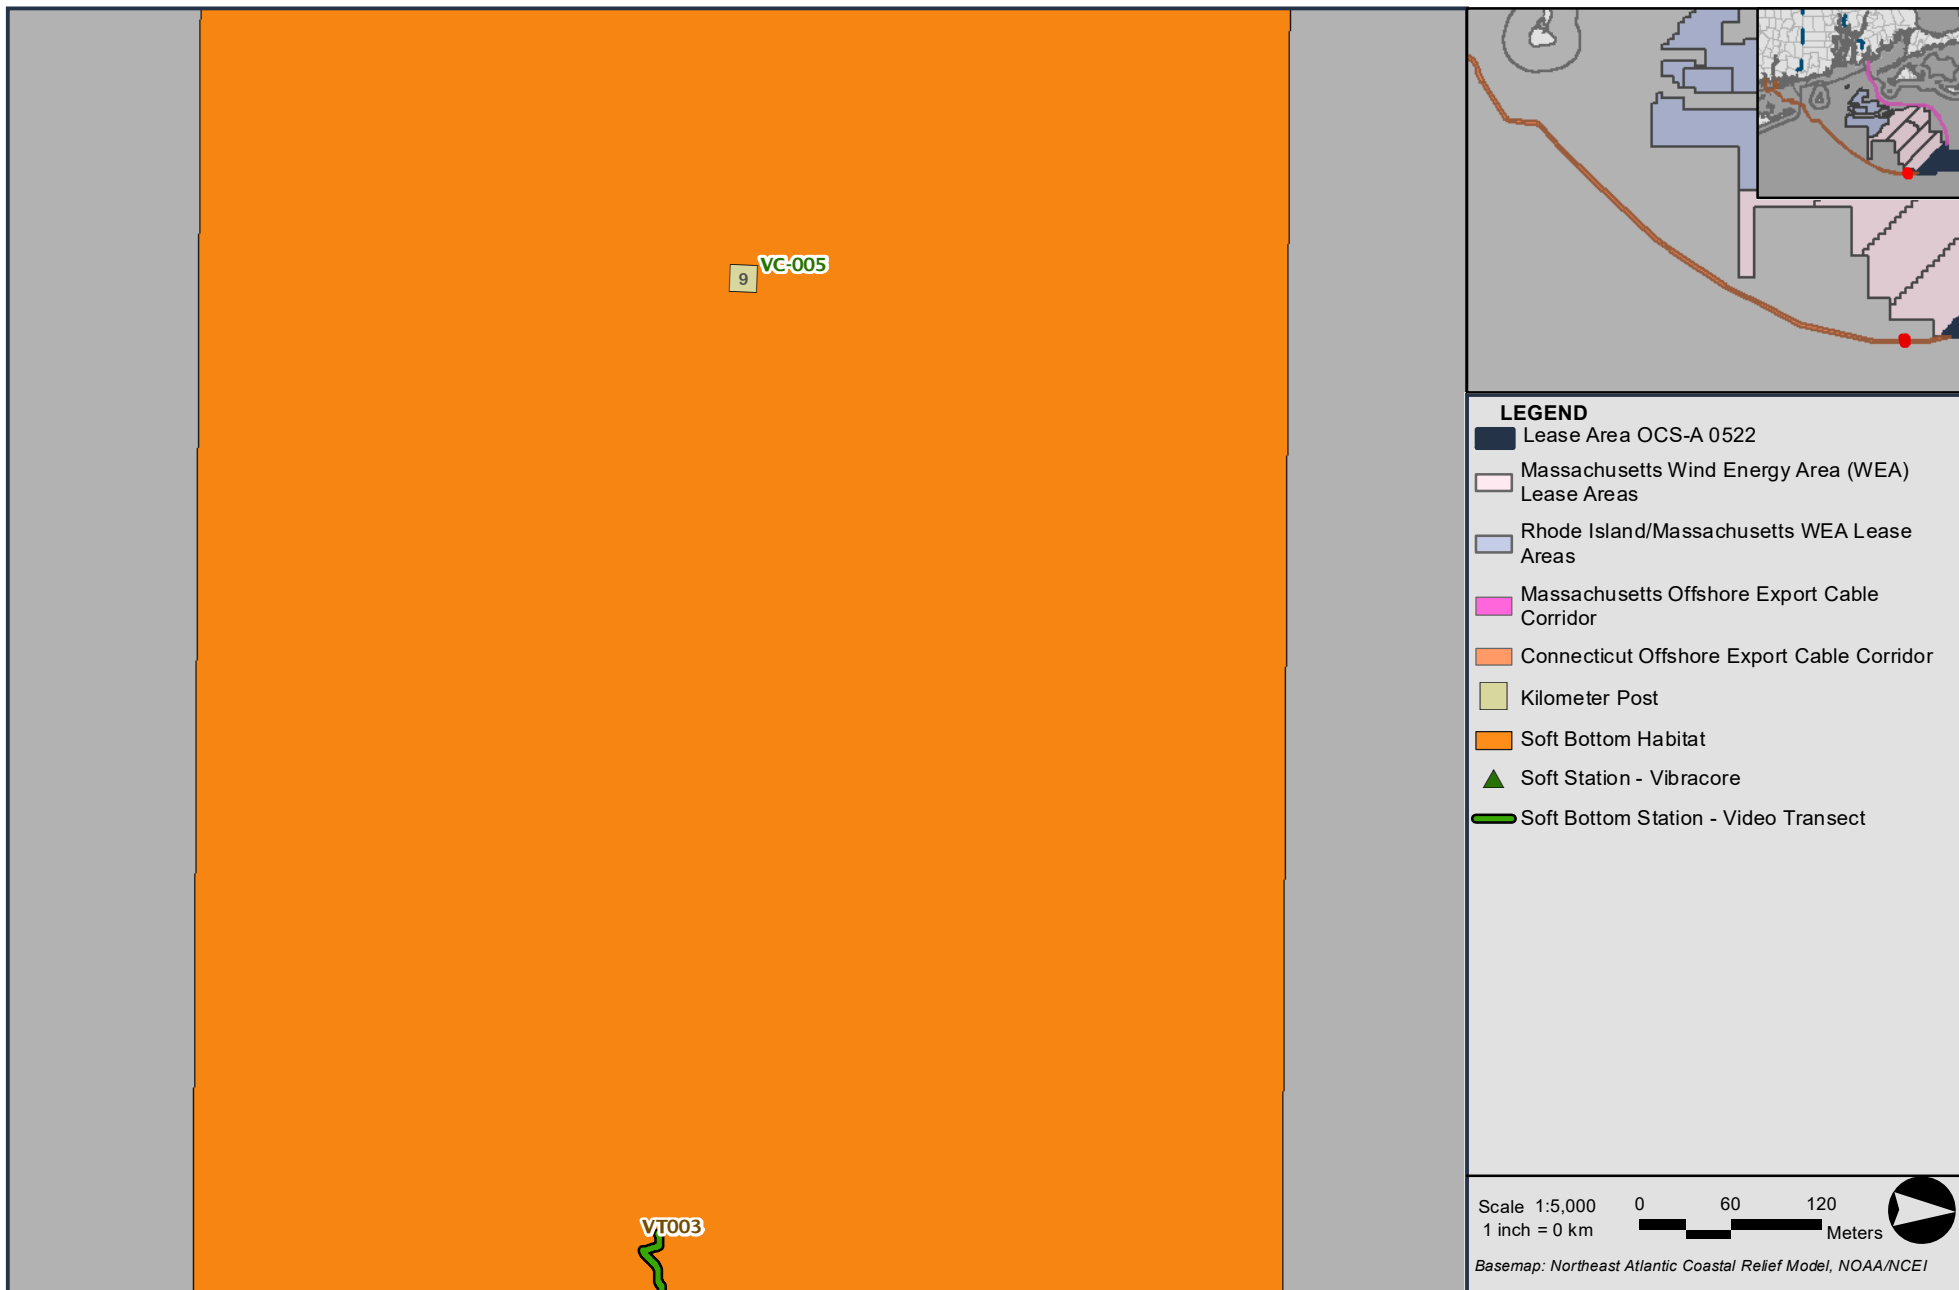 VC-005
9
VT003
LEGEND
Lease Area OCS-A 0522
Massachusetts Wind Energy Area (WEA)
Lease Areas
Rhode Island/Massachusetts WEA Lease
Areas
Massachusetts Offshore Export Cable
Corridor
Connecticut Offshore Export Cable Corridor
Kilometer Post
Soft Bottom Habitat
Soft Station - Vibracore
Soft Bottom Station - Video Transect
Scale 1:5,000
1 inch = 0 km
0 60 120
Meters
Basemap: Northeast Atlantic Coastal Relief Model, NOAA/NCEI